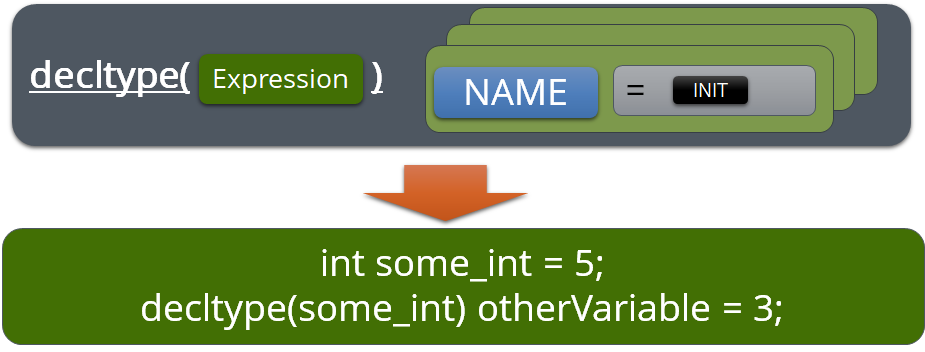 decltype( Expression ) NAME = INIT
int some_int = 5;
decltype(some_int) otherVariable = 3;